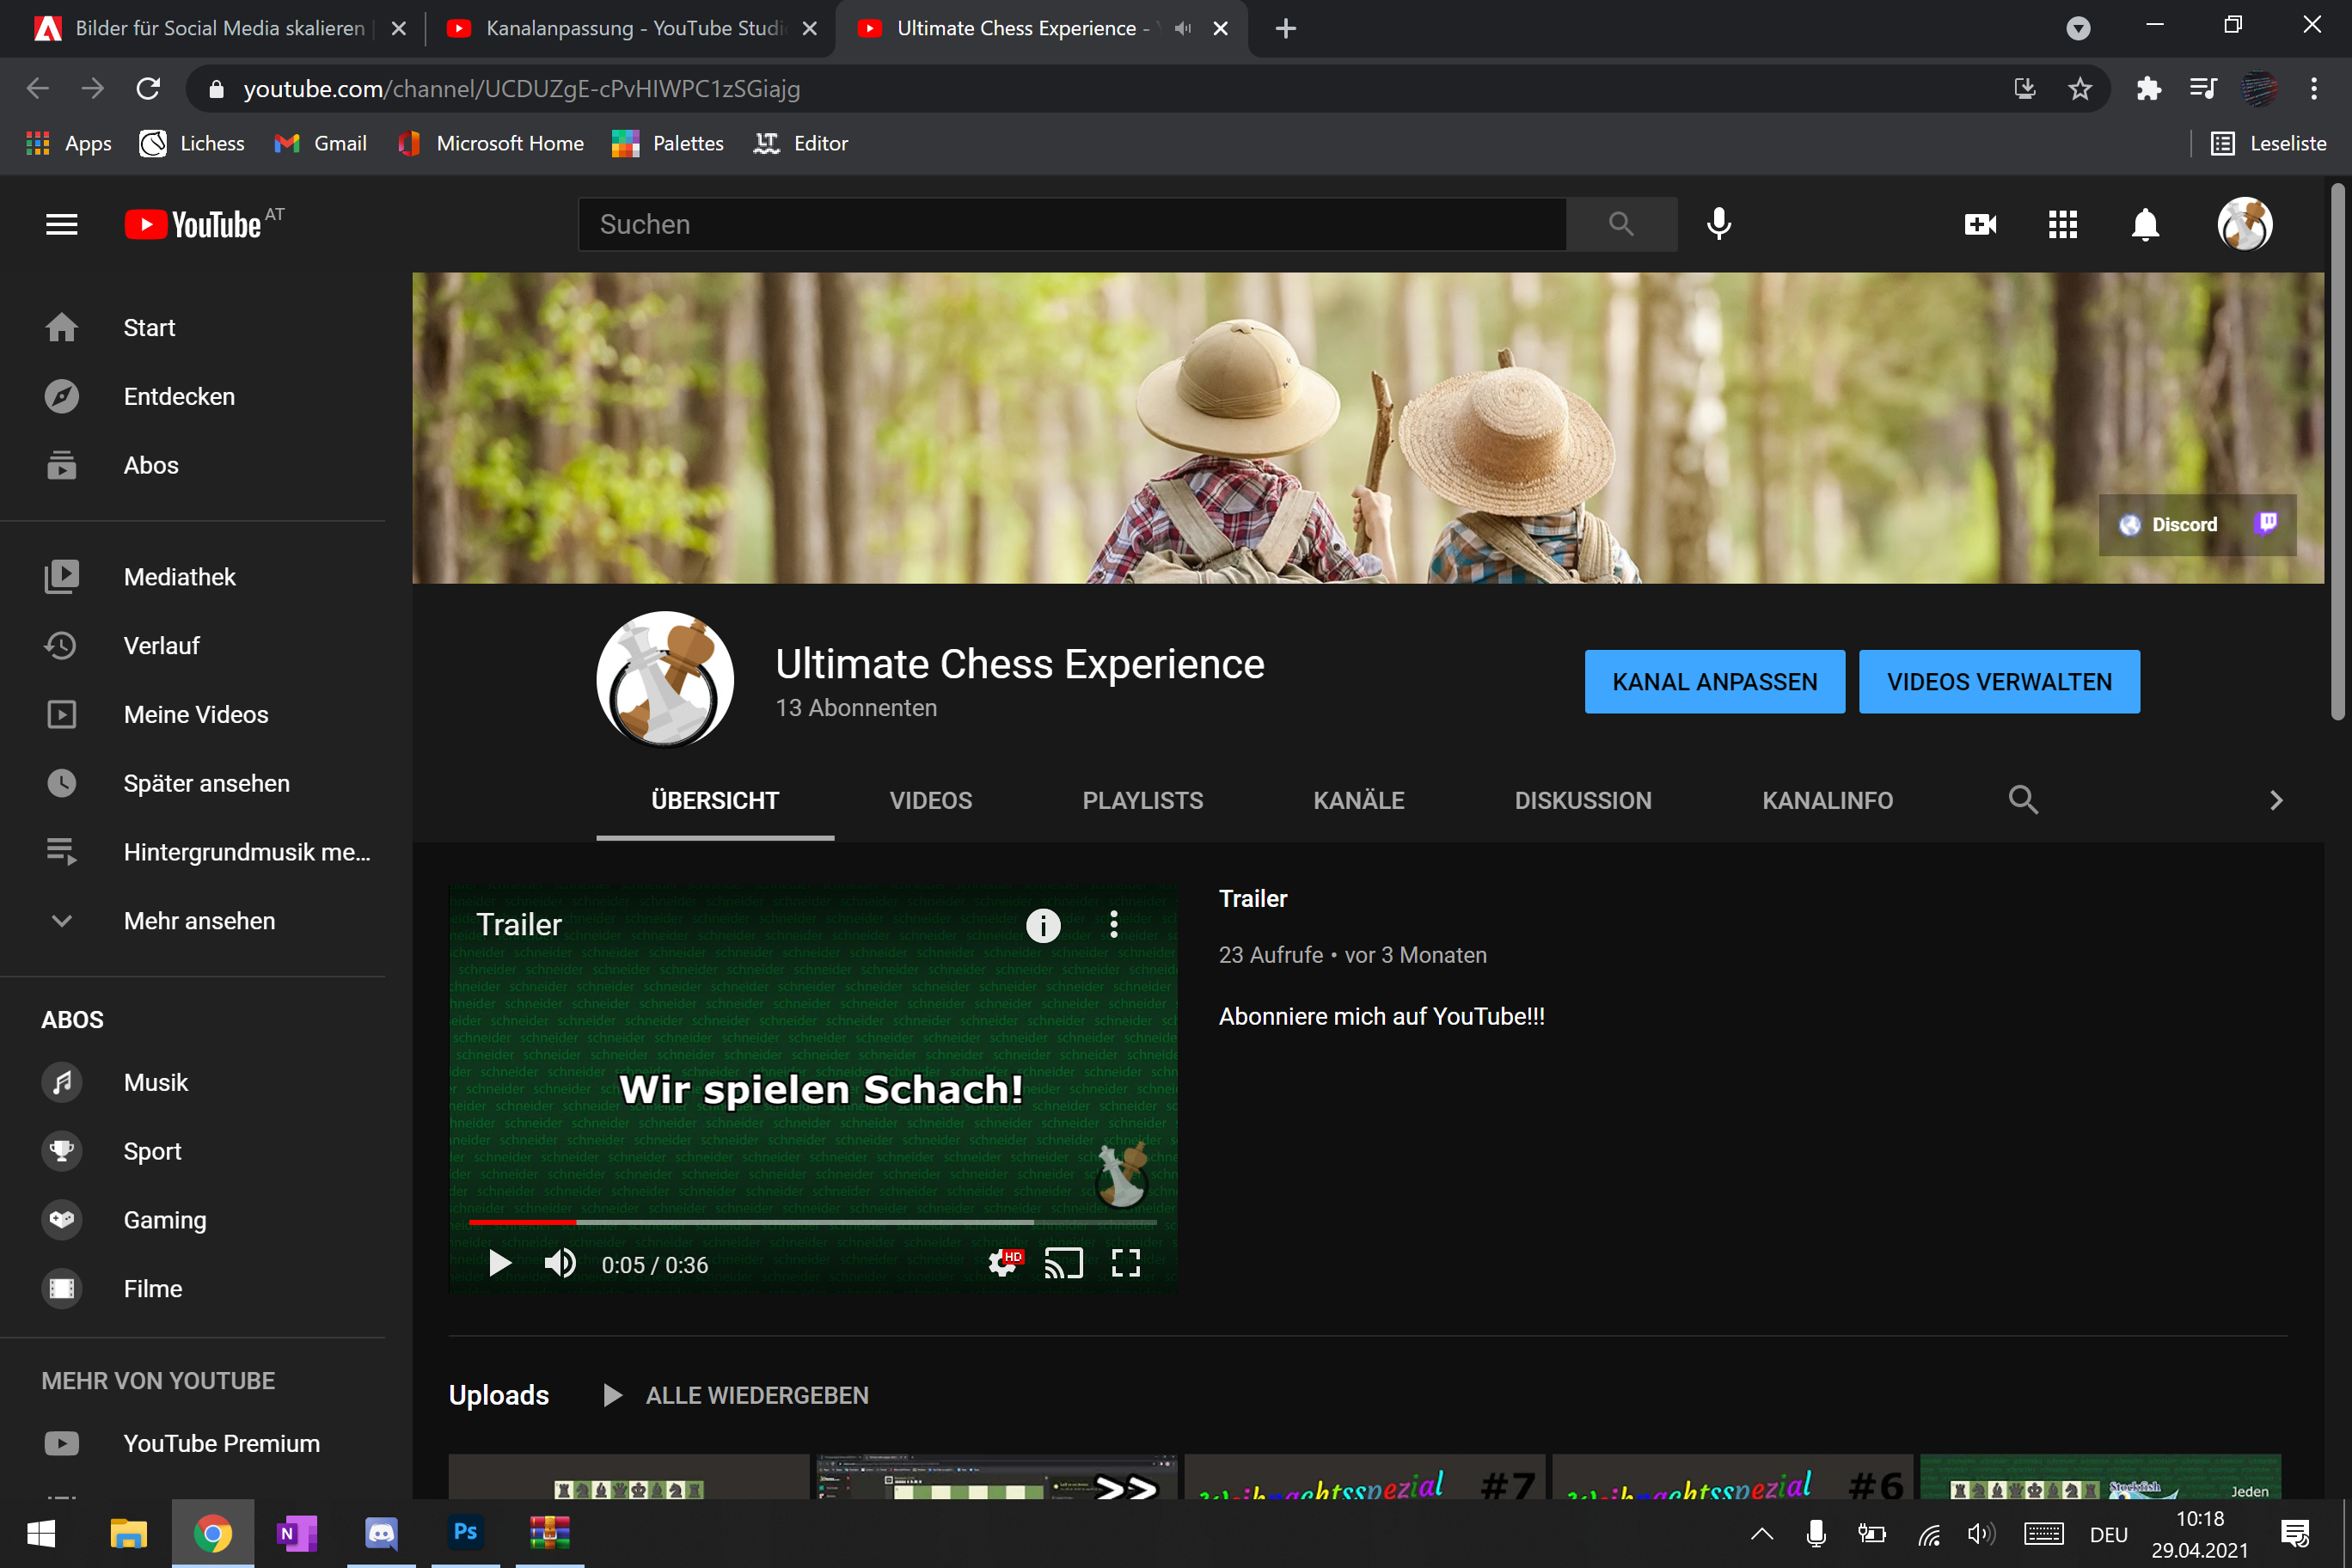 Bilder für Social Media skalieren
Kanalanpassung - YouTube Studi
Ultimate Chess Experience -
youtube.com/channel/UCDUZgE-cPvHIWPC1zSGiajg
Apps
Lichess
Gmail
Microsoft Home
Palettes
LT
Editor
Leseliste
YouTube AT
Suchen
Start
Entdecken
Abos
Mediathek
Verlauf
Meine Videos
Später ansehen
Hintergrundmusik me...
Mehr ansehen
ABOS
Musik
Sport
Gaming
Filme
MEHR VON YOUTUBE
YouTube Premium
Discord
Ultimate Chess Experience
13 Abonnenten
KANAL ANPASSEN
VIDEOS VERWALTEN
ÜBERSICHT
VIDEOS
PLAYLISTS
KANÄLE
DISKUSSION
KANALINFO
Trailer
Wir spielen Schach!
0:05 / 0:36
HD
Trailer
23 Aufrufe • vor 3 Monaten
Abonniere mich auf YouTube!!!
Uploads
ALLE WIEDERGEBEN
>>
Weihnachtsspezial #7
Weihnachtsspezial #6
Stockfish
Jeden
N
Ps
DEU
10:18
29.04.2021